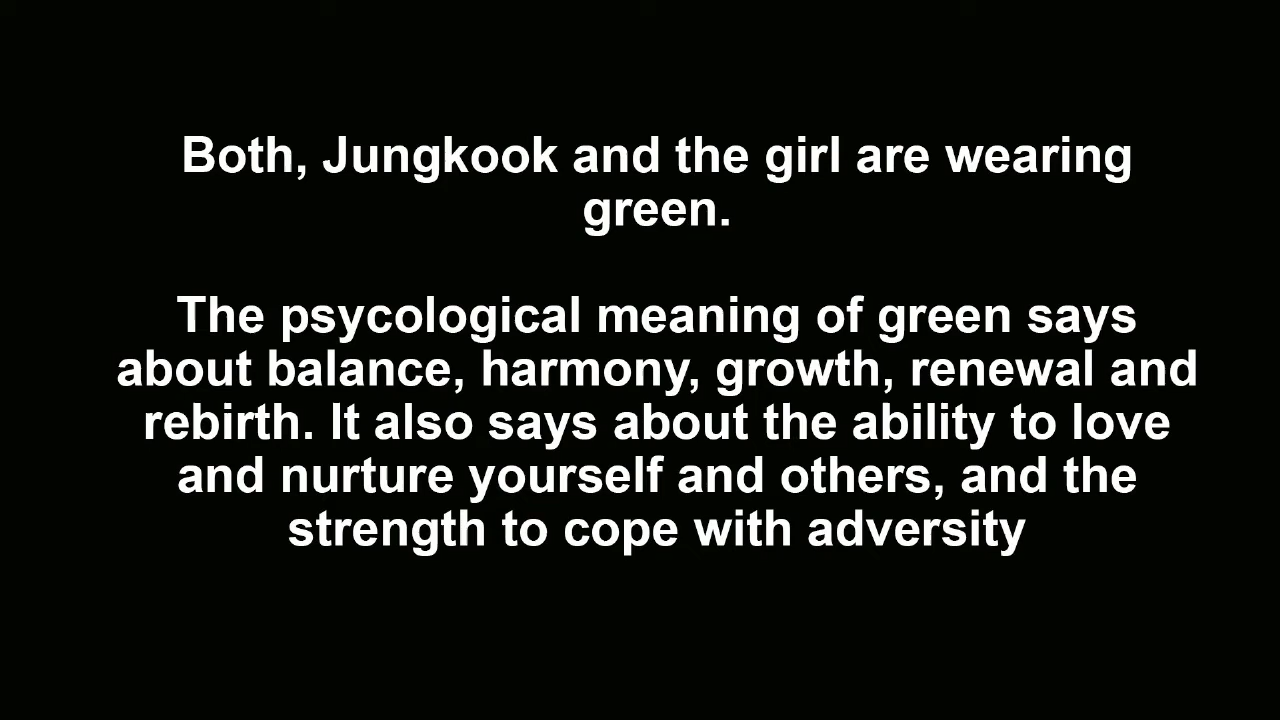 Both, Jungkook and the girl are wearing
green.
The psycological meaning of green says
about balance, harmony, growth, renewal and
rebirth. It also says about the ability to love
and nurture yourself and others, and the
strength to cope with adversity